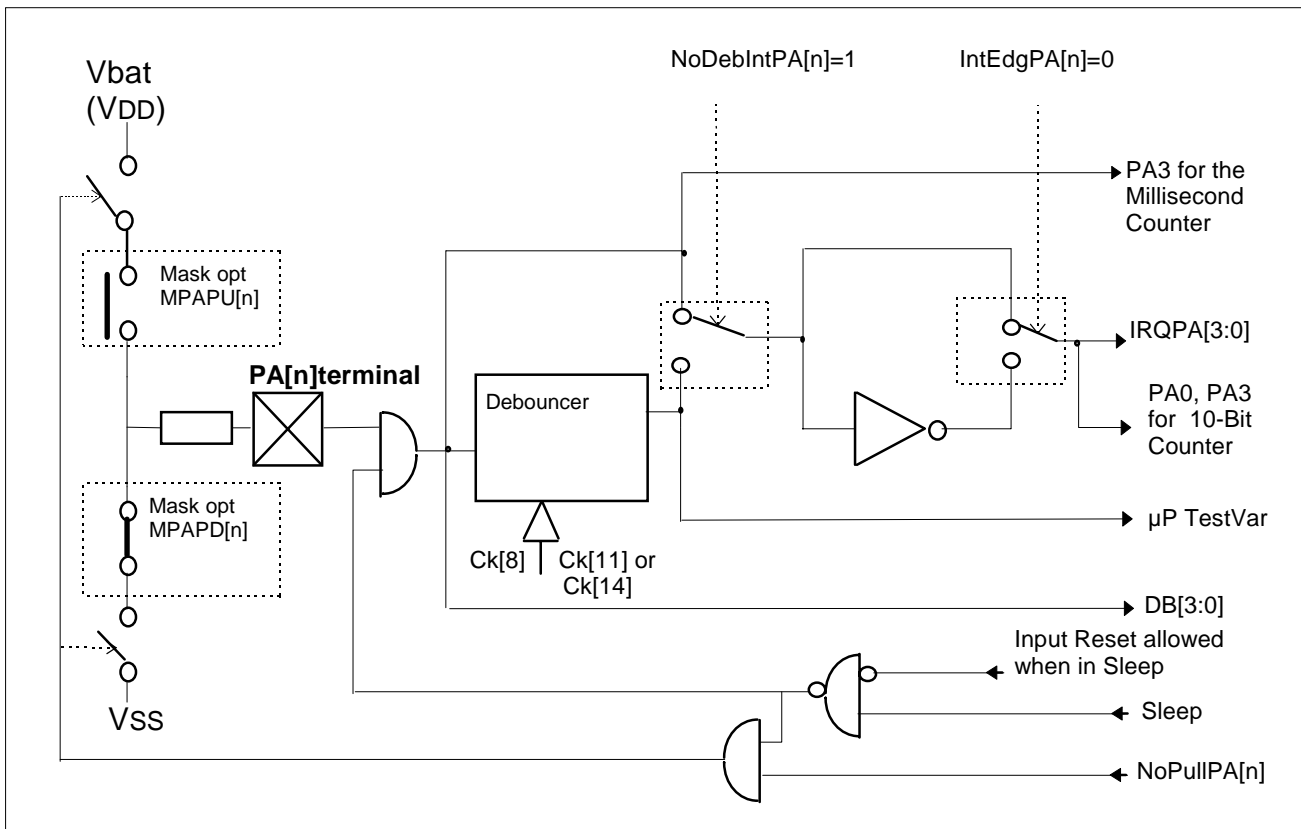 NoDebIntPA[n]=1
IntEdgPA[n]=0
Vbat
(VDD)
PA3 for the
Millisecond
Counter
Mask opt
MPAPU[n]
IRQPA[3:0]
PA[n]terminal
Debouncer
PA0, PA3
for 10-Bit
Counter
Mask opt
MPAPD[n]
µP TestVar
Ck[8]
Ck[11] or
Ck[14]
DB[3:0]
Input Reset allowed
when in Sleep
VSS
Sleep
NoPullPA[n]